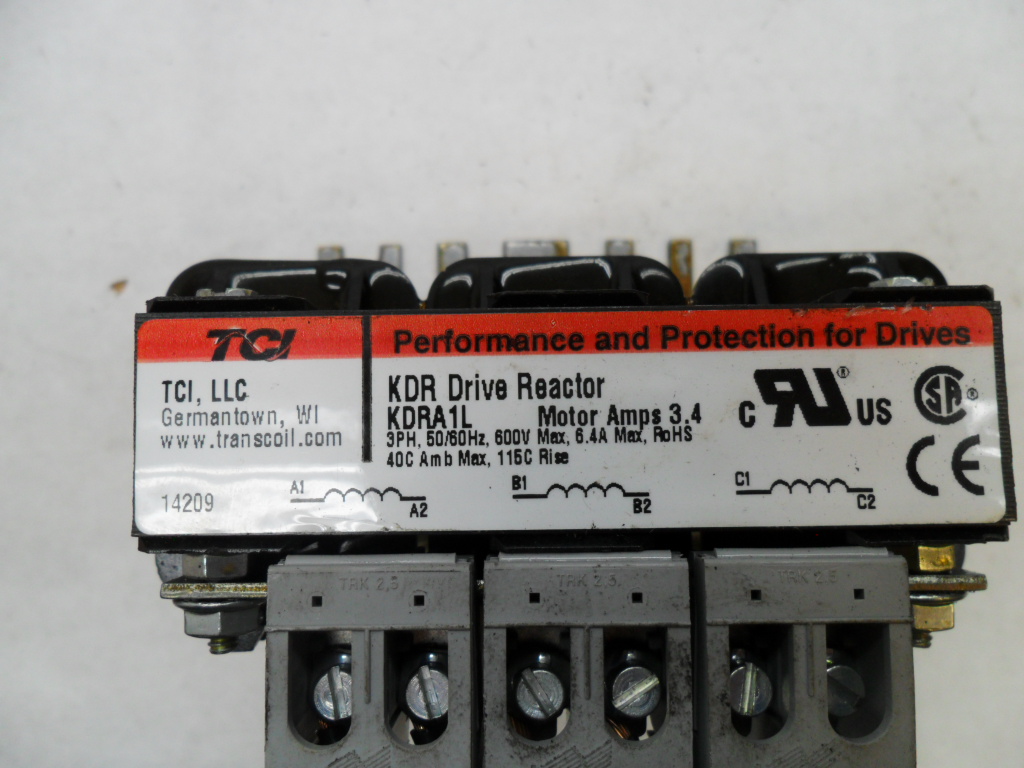 TCI
Performance and Protection for Drives
TCI, LLC
Germantown, WI
www.transcoil.com
14209
KDR Drive Reactor
KDRA1L Motor Amps 3.4
3PH, 50/60Hz, 600V Max, 6.4A Max, RoHS
40C Amb Max, 115C Rise
C RU® US
SA®
CE
A1 A2
B1 B2
C1 C2
TRK 2,5
TRK 2,5
TRK 2,5